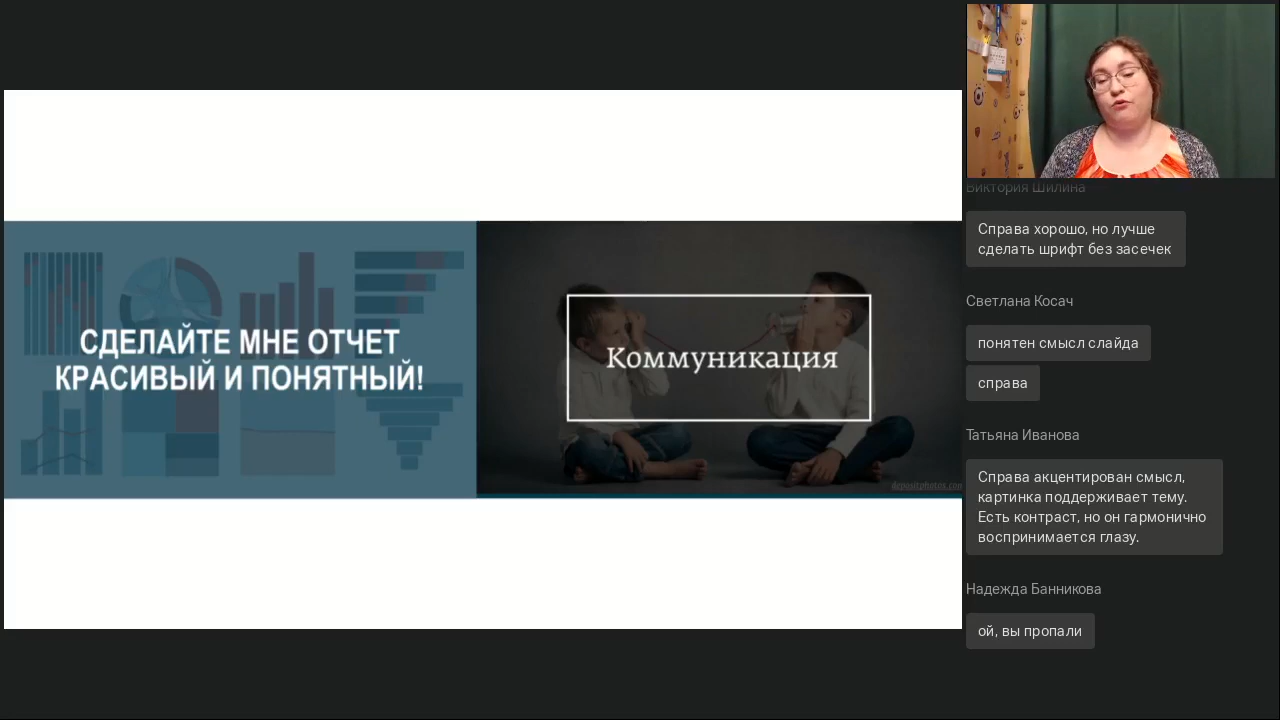 СДЕЛАЙТЕ МНЕ ОТЧЕТ
КРАСИВЫЙ И ПОНЯТНЫЙ!
Коммуникация
depositphotos.com
Виктория Шилина
Справа хорошо, но лучше
сделать шрифт без засечек
Светлана Косач
понятен смысл слайда
справа
Татьяна Иванова
Справа акцентирован смысл,
картинка поддерживает тему.
Есть контраст, но он гармонично
воспринимается глазу.
Надежда Банникова
ой, вы пропали